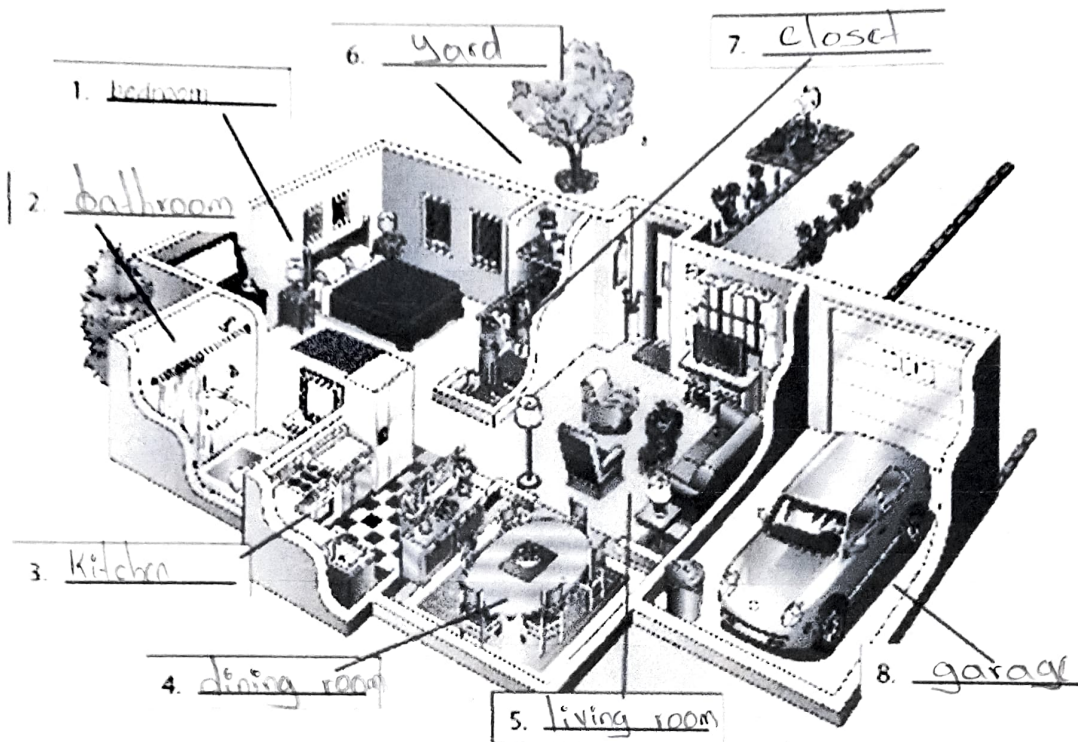 1. bedroom
2. bathroom
3. Kitchen
4. dining room
5. living room
6. Yard
7. closet
8. garage